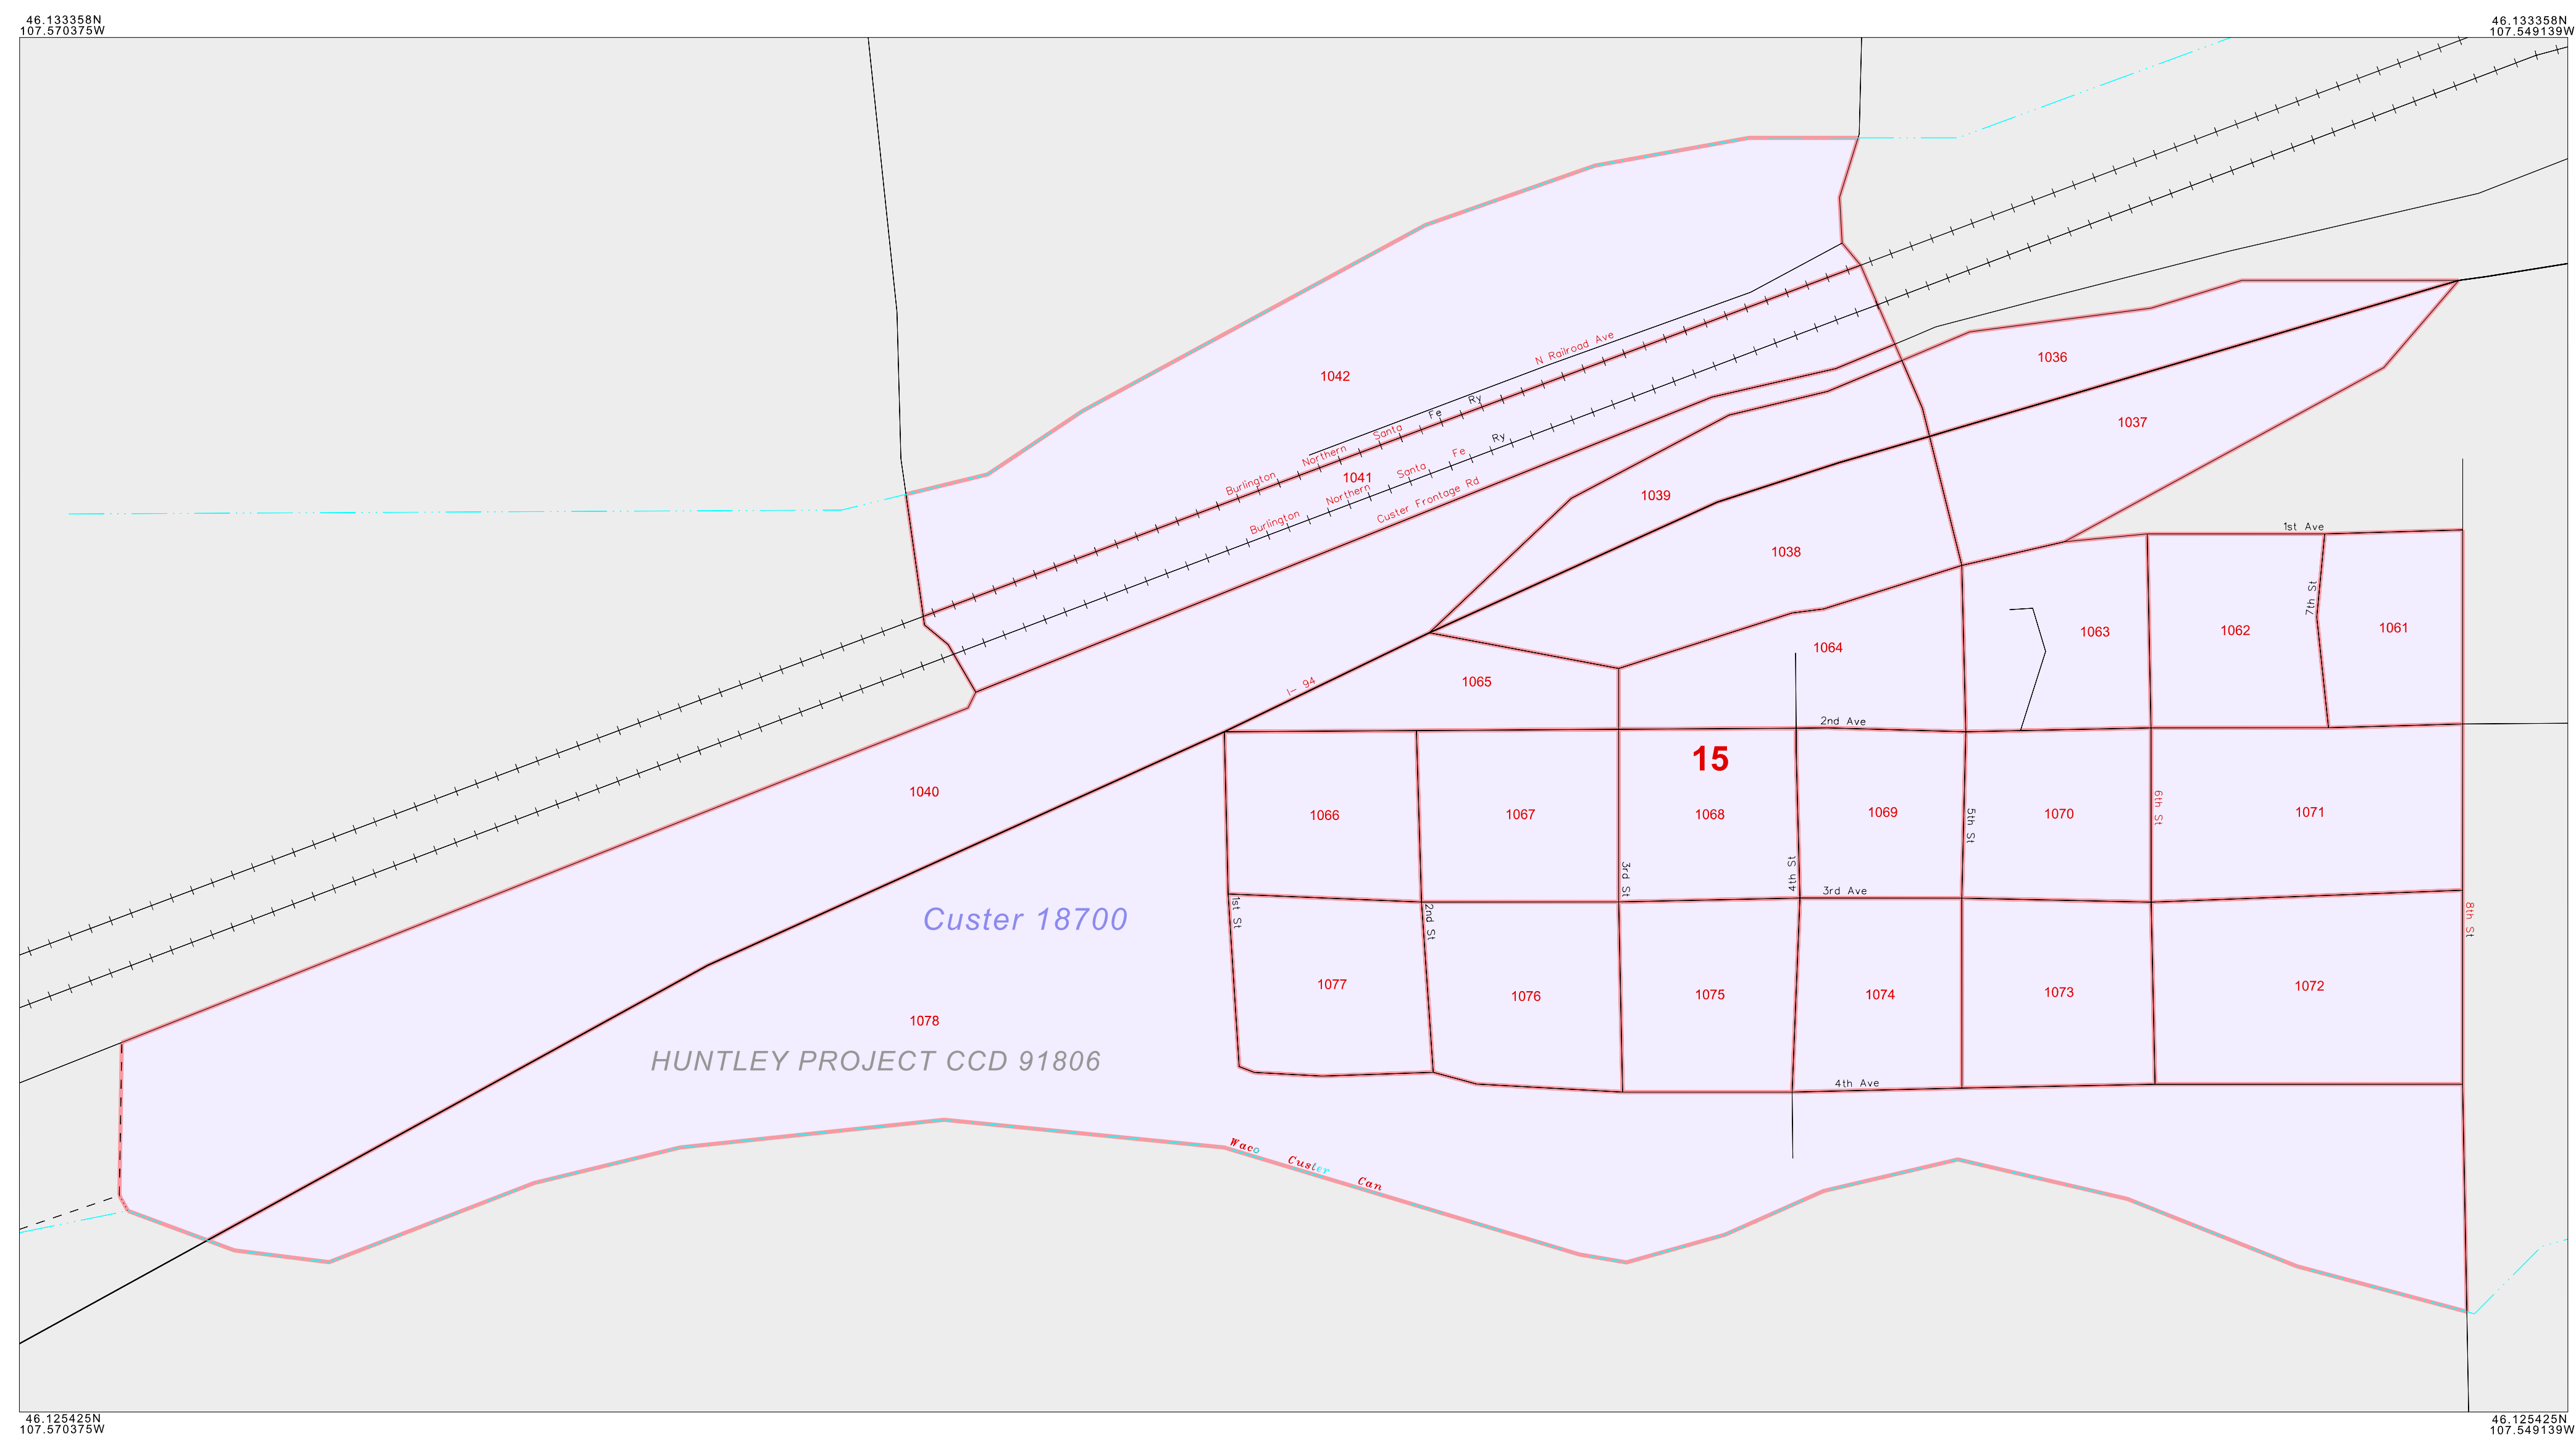 46.133358N
107.570375W
46.133358N
107.549139W
1036
N Railroad Ave
1042
Burlington Northern Santa Fe Ry
1037
1041
Burlington Northern Santa Fe Ry
Custer Frontage Rd
1039
1st Ave
1038
7th St
1063
1062
1061
1064
1065
I- 94
2nd Ave
15
1040
1066
1067
1068
1069
1070
1071
5th St
6th St
3rd St
4th St
3rd Ave
1st St
2nd St
8th St
Custer 18700
1077
1076
1075
1074
1073
1072
1078
HUNTLEY PROJECT CCD 91806
4th Ave
Waco Custer Can
46.125425N
107.570375W
46.125425N
107.549139W